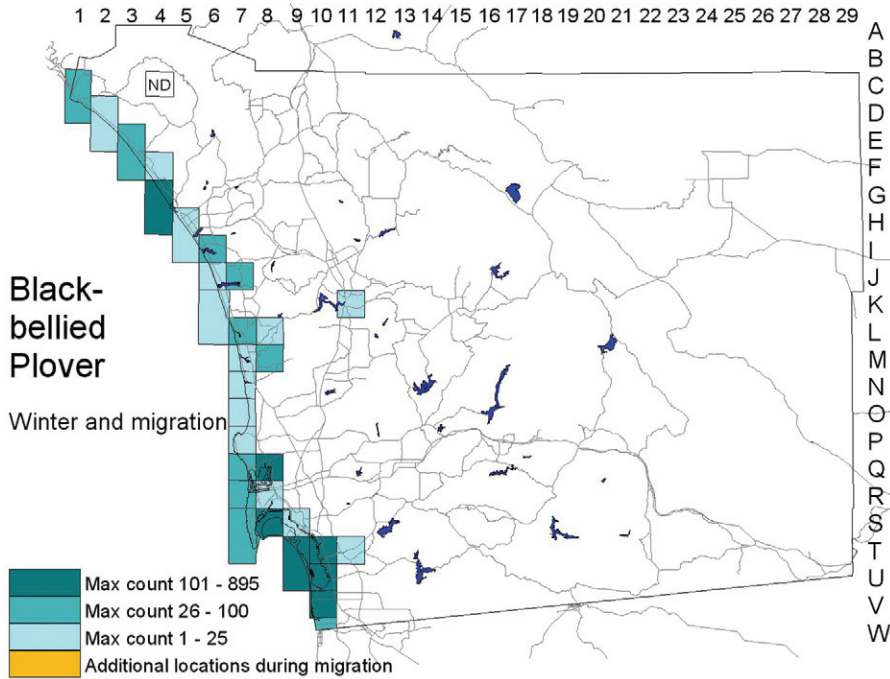 1 2 3 4 5 6 7 8 9 10 11 12 13 14 15 16 17 18 19 20 21 22 23 24 25 26 27 28 29
A
B
C
ND
D
E
F
G
H
I
J
Black-
K
bellied
L
Plover
M
N
Winter and migration
O
P
Q
R
S
T
Max count 101 - 895
U
Max count 26 - 100
V
Max count 1 - 25
W
Additional locations during migration